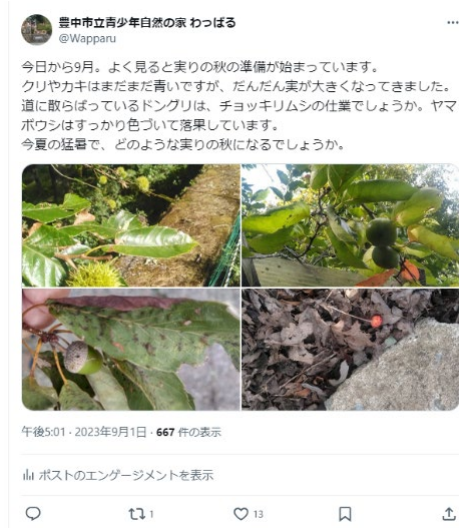 豊中市立青少年自然の家 わっぱる
@Wapparu
今日から9月。よく見ると実りの秋の準備が始まっています。
クリやカキはまだまだ青いですが、だんだん実が大きくなってきました。
道に散らばっているドングリは、チョッキリムシの仕業でしょうか。ヤマ
ボウシはすっかり色づいて落果しています。
今夏の猛暑で、どのような実りの秋になるでしょうか。
午後5:01 · 2023年9月1日 · 667 件の表示
ポストのエンゲージメントを表示
1
13